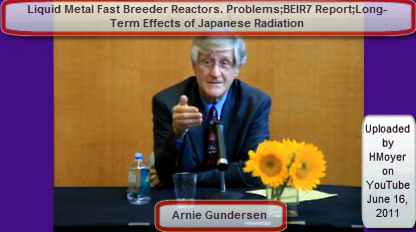 Liquid Metal Fast Breeder Reactors. Problems;BEIR7 Report;Long-
Term Effects of Japanese Radiation
Arnie Gundersen
Uploaded
by
HMoyer
on
YouTube
June 16,
2011